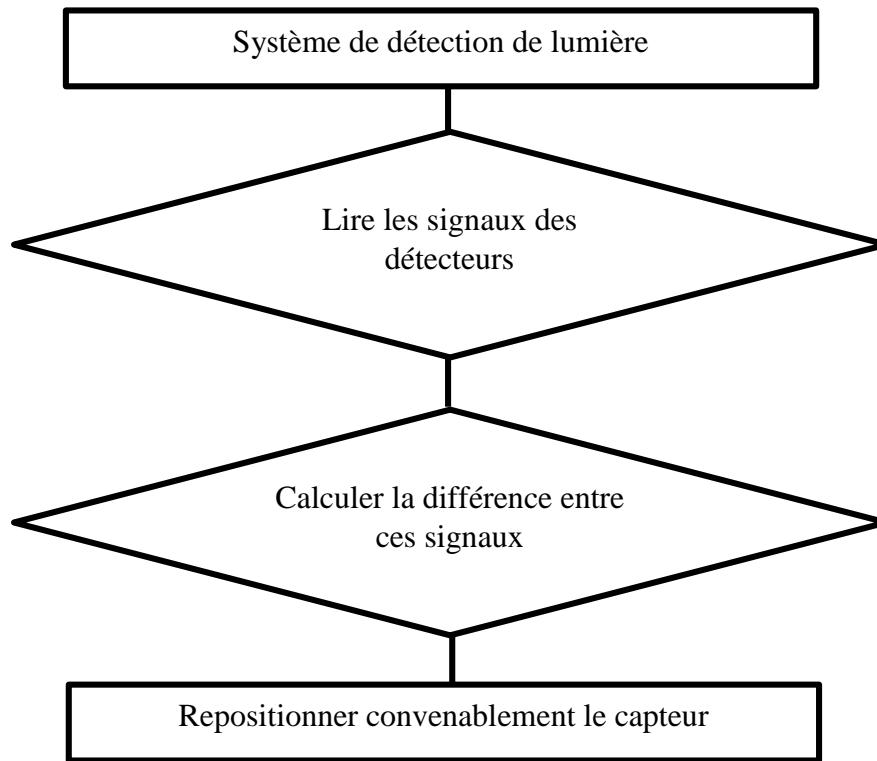 Système de détection de lumière
Lire les signaux des
détecteurs
Calculer la différence entre
ces signaux
Repositionner convenablement le capteur